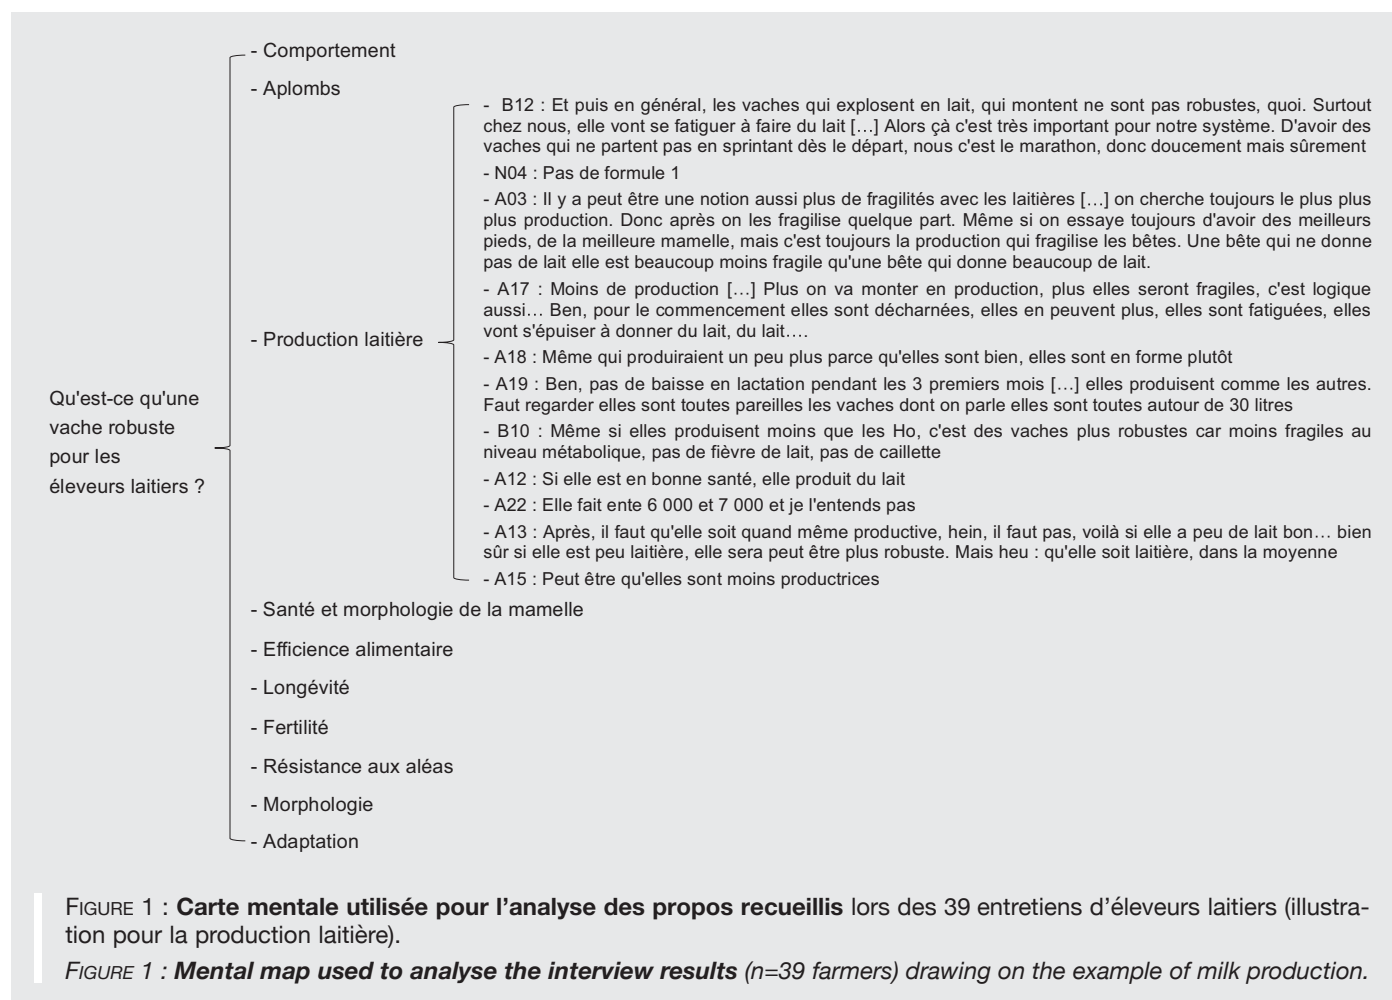 - Comportement
- Aplombs
- B12 : Et puis en général, les vaches qui explosent en lait, qui montent ne sont pas robustes, quoi. Surtout
chez nous, elle vont se fatiguer à faire du lait […] Alors çà c'est très important pour notre système. D'avoir des
vaches qui ne partent pas en sprintant dès le départ, nous c'est le marathon, donc doucement mais sûrement
- N04 : Pas de formule 1
- A03 : Il y a peut être une notion aussi plus de fragilités avec les laitières […] on cherche toujours le plus plus
plus production. Donc après on les fragilise quelque part. Même si on essaye toujours d'avoir des meilleurs
pieds, de la meilleure mamelle, mais c'est toujours la production qui fragilise les bêtes. Une bête qui ne donne
pas de lait elle est beaucoup moins fragile qu'une bête qui donne beaucoup de lait.
- A17 : Moins de production […] Plus on va monter en production, plus elles seront fragiles, c'est logique
aussi… Ben, pour le commencement elles sont décharnées, elles en peuvent plus, elles sont fatiguées, elles
vont s'épuiser à donner du lait, du lait….
- Production laitière
- A18 : Même qui produiraient un peu plus parce qu'elles sont bien, elles sont en forme plutôt
- A19 : Ben, pas de baisse en lactation pendant les 3 premiers mois […] elles produisent comme les autres.
Faut regarder elles sont toutes pareilles les vaches dont on parle elles sont toutes autour de 30 litres
- B10 : Même si elles produisent moins que les Ho, c'est des vaches plus robustes car moins fragiles au
niveau métabolique, pas de fièvre de lait, pas de caillette
- A12 : Si elle est en bonne santé, elle produit du lait
- A22 : Elle fait ente 6 000 et 7 000 et je l'entends pas
- A13 : Après, il faut qu'elle soit quand même productive, hein, il faut pas, voilà si elle a peu de lait bon… bien
sûr si elle est peu laitière, elle sera peut être plus robuste. Mais heu : qu'elle soit laitière, dans la moyenne
- A15 : Peut être qu'elles sont moins productrices
Qu'est-ce qu'une
vache robuste
pour les
éleveurs laitiers ?
- Santé et morphologie de la mamelle
- Efficience alimentaire
- Longévité
- Fertilité
- Résistance aux aléas
- Morphologie
- Adaptation
FIGURE 1 : Carte mentale utilisée pour l'analyse des propos recueillis lors des 39 entretiens d'éleveurs laitiers (illustra-
tion pour la production laitière).
FIGURE 1 : Mental map used to analyse the interview results (n=39 farmers) drawing on the example of milk production.